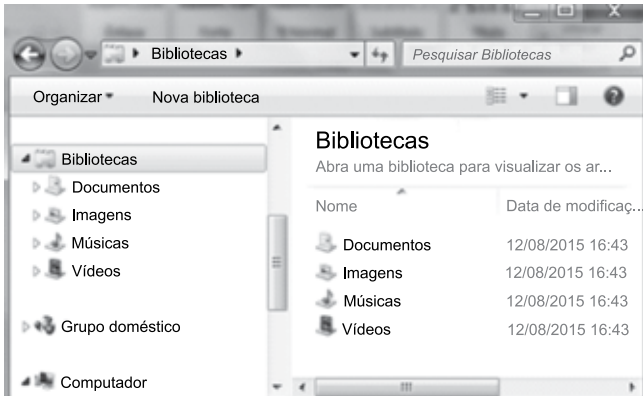 Bibliotecas
Pesquisar Bibliotecas
Organizar Nova biblioteca
Bibliotecas
Documentos
Imagens
Músicas
Vídeos
Grupo doméstico
Computador
Bibliotecas
Abra uma biblioteca para visualizar os ar...
Nome Data de modificaç...
Documentos 12/08/2015 16:43
Imagens 12/08/2015 16:43
Músicas 12/08/2015 16:43
Vídeos 12/08/2015 16:43